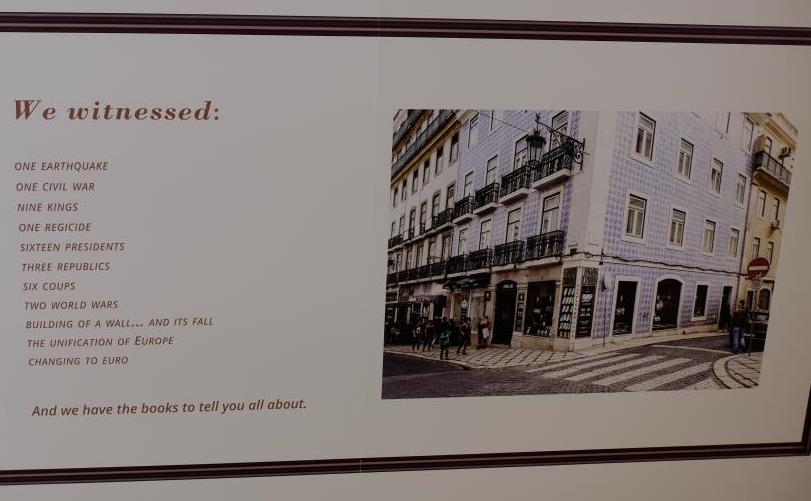 We witnessed:
ONE EARTHQUAKE
ONE CIVIL WAR
NINE KINGS
ONE REGICIDE
SIXTEEN PRESIDENTS
THREE REPUBLICS
SIX COUPS
TWO WORLD WARS
BUILDING OF A WALL... AND ITS FALL
THE UNIFICATION OF EUROPE
CHANGING TO EURO
And we have the books to tell you all about.